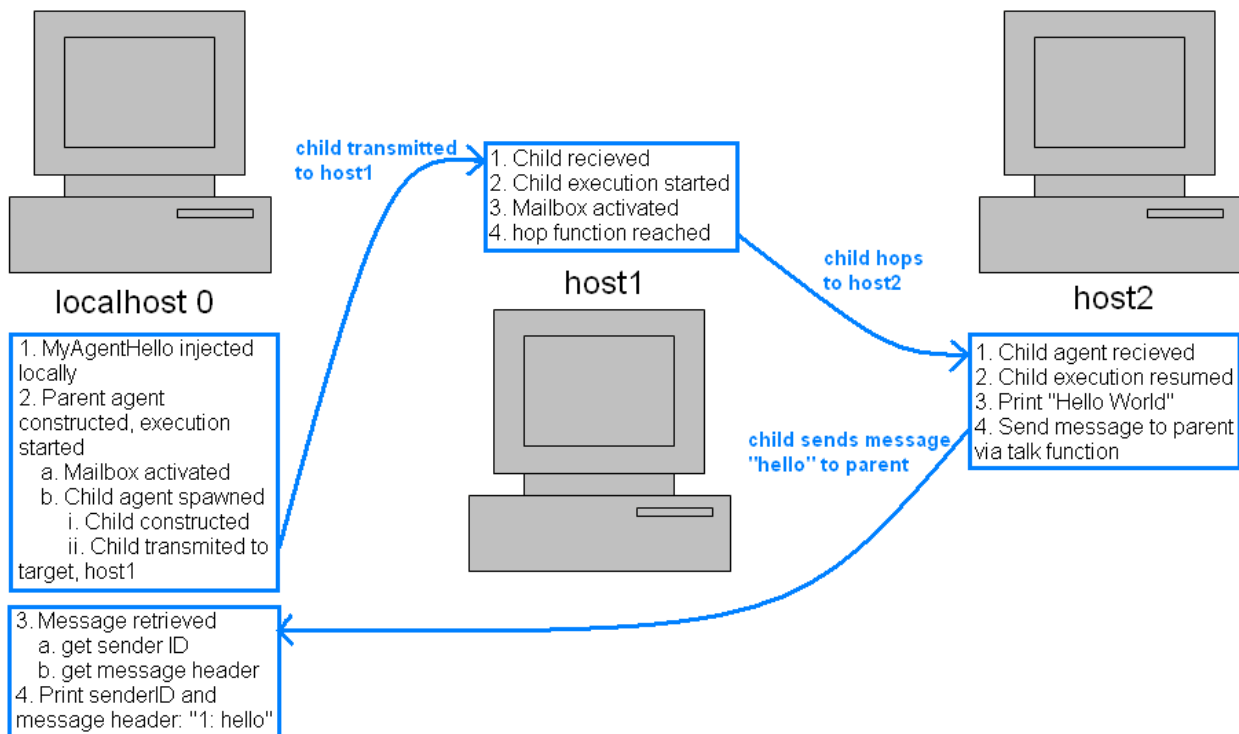 localhost 0
1. MyAgentHello injected
locally
2. Parent agent
constructed, execution
started
a. Mailbox activated
b. Child agent spawned
i. Child constructed
ii. Child transmited to
target, host1
3. Message retrieved
a. get sender ID
b. get message header
4. Print senderID and
message header: "1: hello"
child transmitted
to host1
1. Child recieved
2. Child execution started
3. Mailbox activated
4. hop function reached
host1
child hops
to host2
host2
1. Child agent recieved
2. Child execution resumed
3. Print "Hello World"
4. Send message to parent
via talk function
child sends message
"hello" to parent